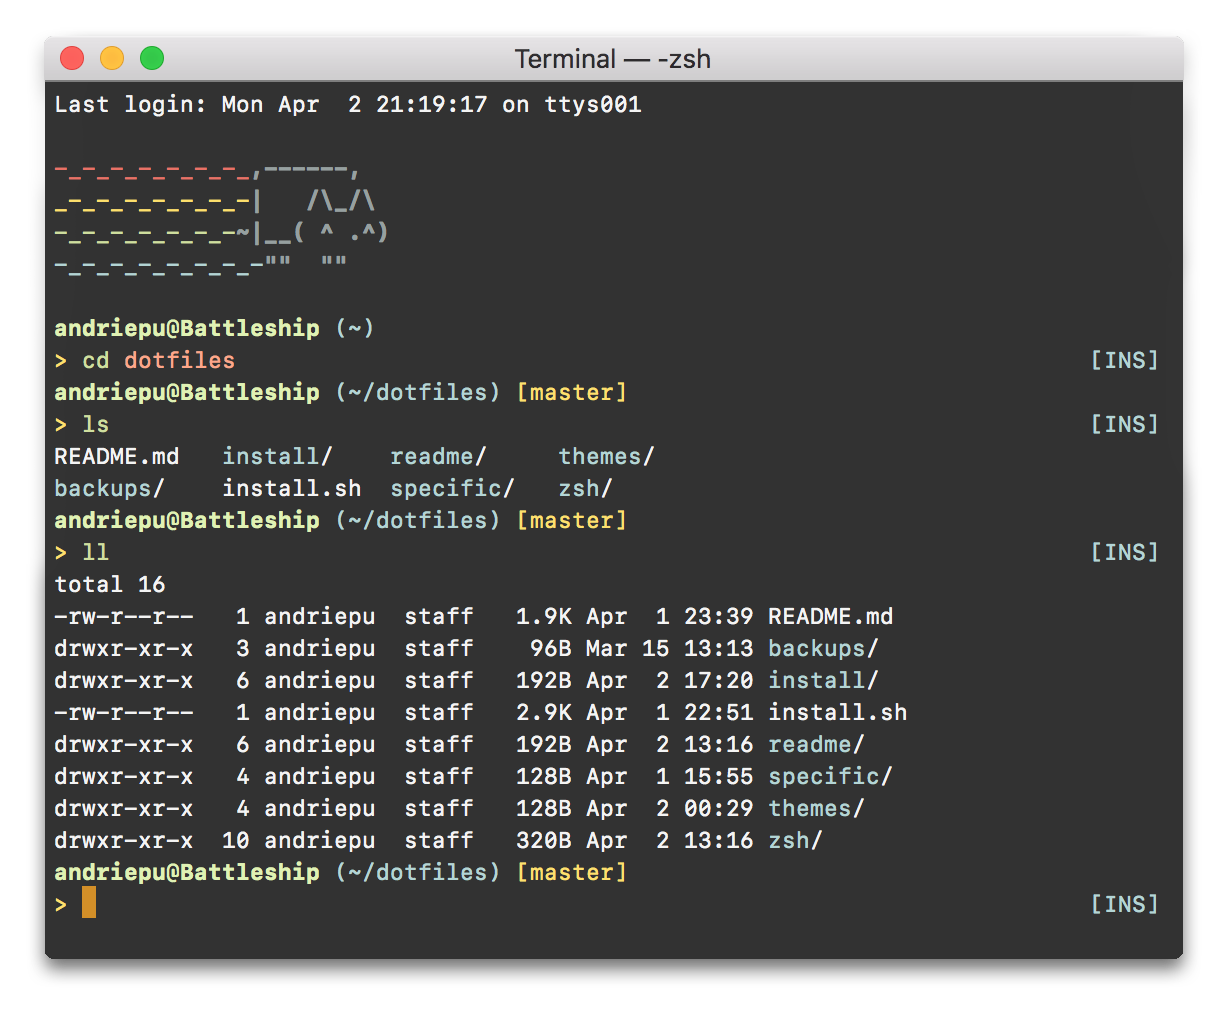 Terminal — -zsh
Last login: Mon Apr  2 21:19:17 on ttys001
-_-_-_-_-_-_-_,------,
_-_-_-_-_-_-_-|   /\_/\
-_-_-_-_-_-_-~|__( ^ .^)
-_-_-_-_-_-_-_-""  ""
andriepu@Battleship (~)
> cd dotfiles [INS]
andriepu@Battleship (~/dotfiles) [master]
> ls [INS]
README.md   install/    readme/     themes/
backups/    install.sh  specific/   zsh/
andriepu@Battleship (~/dotfiles) [master]
> ll [INS]
total 16
-rw-r--r--   1 andriepu  staff   1.9K Apr  1 23:39 README.md
drwxr-xr-x   3 andriepu  staff    96B Mar 15 13:13 backups/
drwxr-xr-x   6 andriepu  staff   192B Apr  2 17:20 install/
-rw-r--r--   1 andriepu  staff   2.9K Apr  1 22:51 install.sh
drwxr-xr-x   6 andriepu  staff   192B Apr  2 13:16 readme/
drwxr-xr-x   4 andriepu  staff   128B Apr  1 15:55 specific/
drwxr-xr-x   4 andriepu  staff   128B Apr  2 00:29 themes/
drwxr-xr-x  10 andriepu  staff   320B Apr  2 13:16 zsh/
andriepu@Battleship (~/dotfiles) [master]
> [INS]